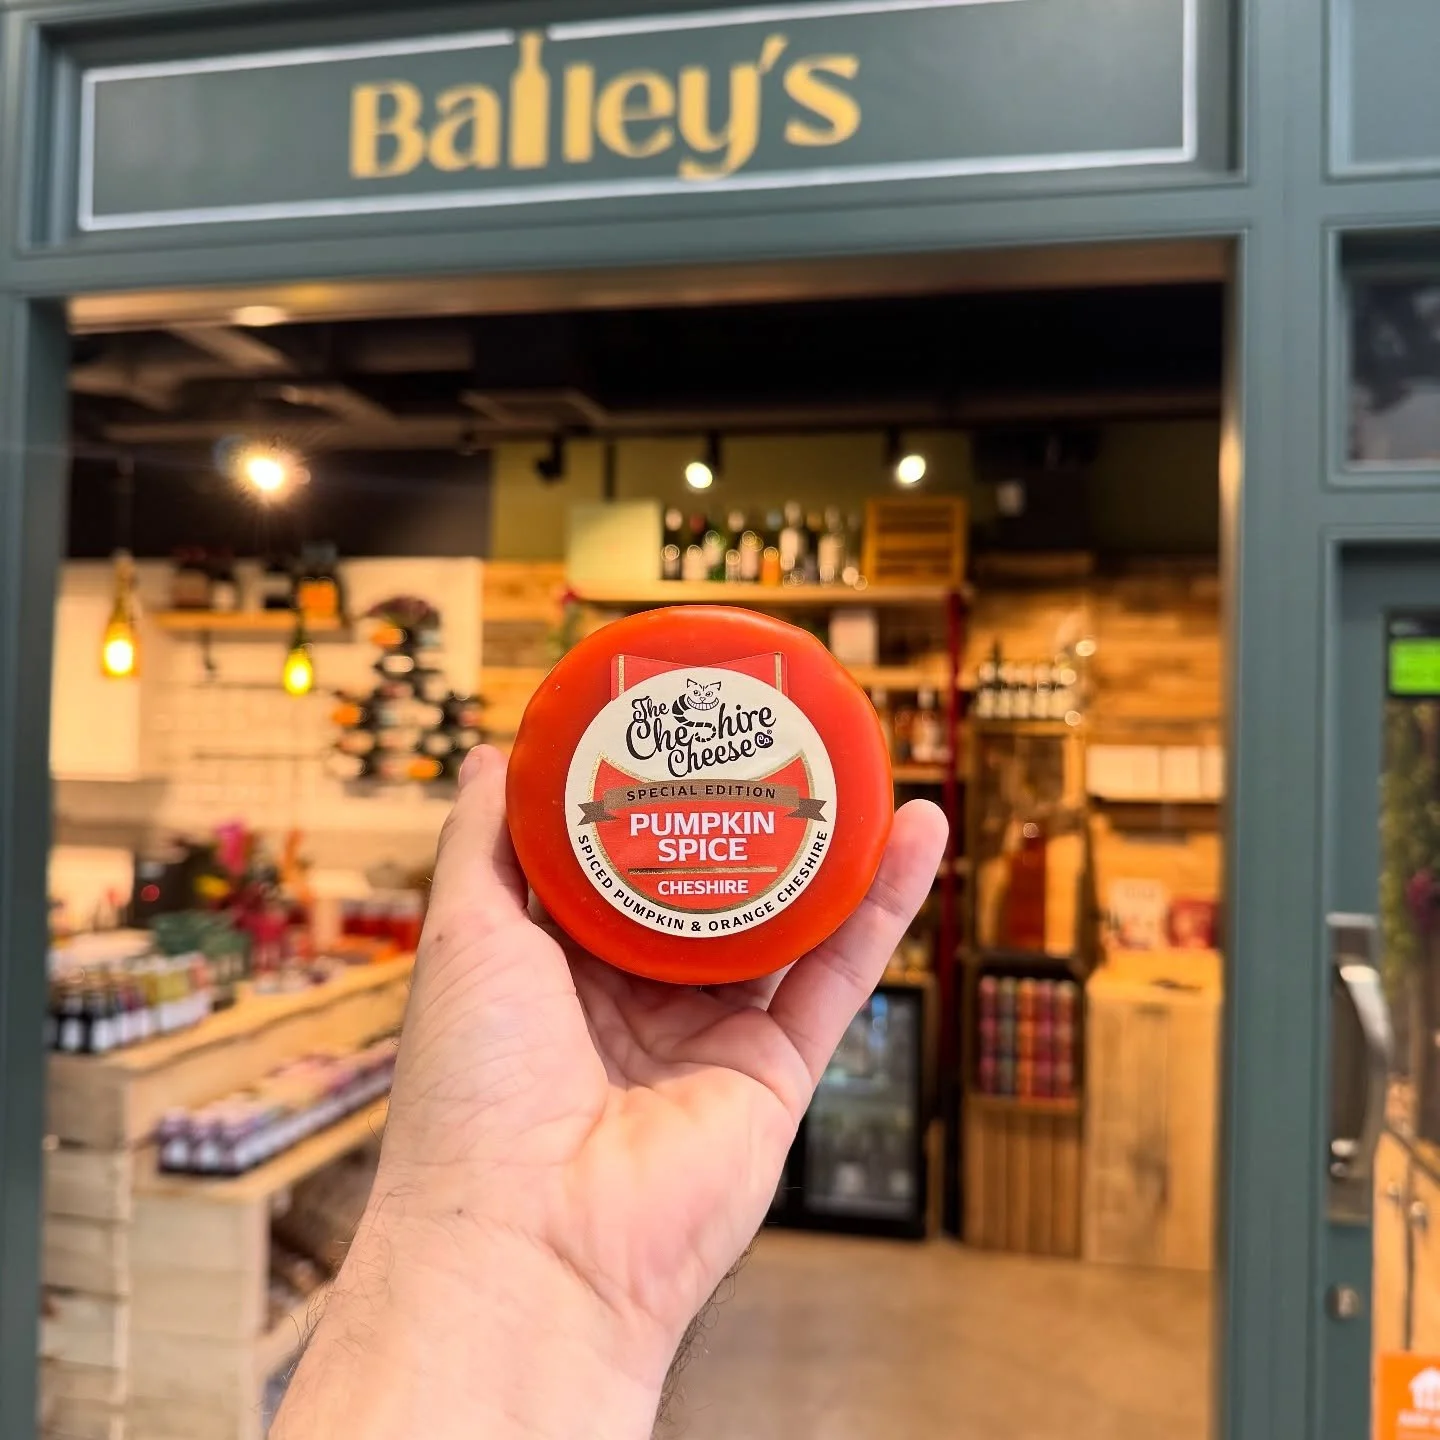 Bailey's
The
Cheshire
Cheese Co.®
SPECIAL EDITION
PUMPKIN
SPICE
CHESHIRE
SPICED PUMPKIN & ORANGE CHESHIRE